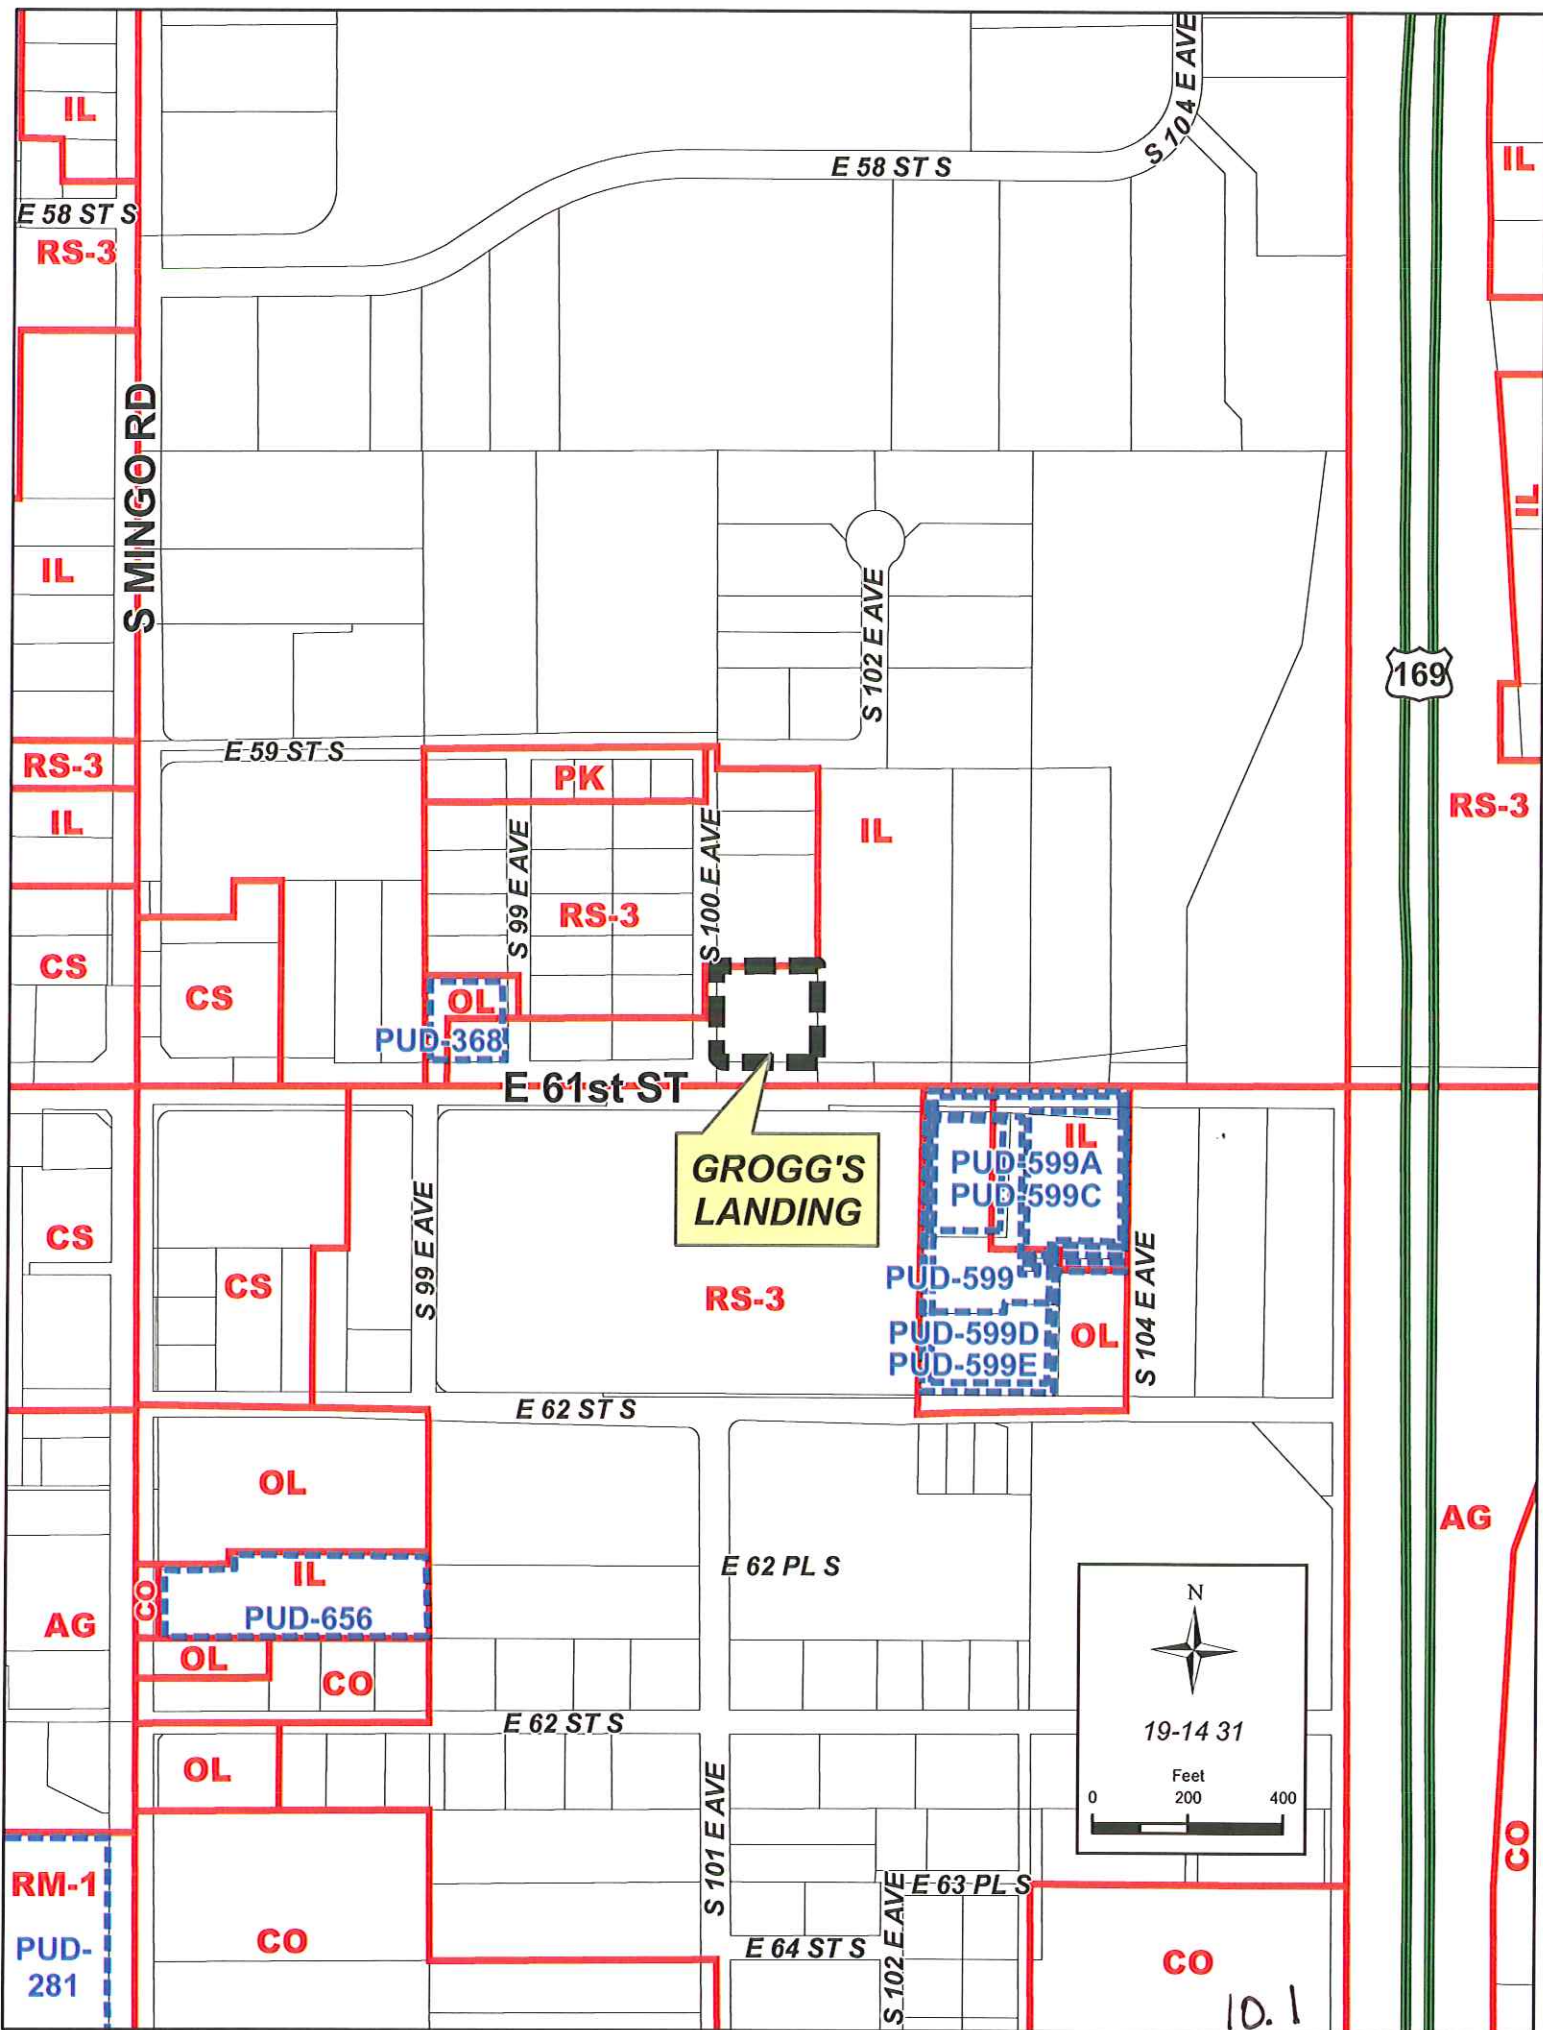 S 104 E AVE
IL
E 58 ST S
IL
E 58 ST S
RS-3
S MINGO RD
IL
IL
S 102 E AVE
169
E 59 ST S
RS-3
PK
RS-3
IL
IL
S 99 E AVE
S 100 E AVE
RS-3
CS
CS
OL
PUD-368
E 61st ST
GROGG'S
LANDING
IL
PUD-599A
PUD-599C
CS
CS
S 99 E AVE
RS-3
PUD-599
PUD-599D
PUD-599E
OL
S 104 E AVE
E 62 ST S
OL
AG
IL
CO
PUD-656
E 62 PL S
AG
OL
CO
N
19-14 31
Feet
0 200 400
E 62 ST S
OL
S 101 E AVE
CO
RM-1
E 63 PL S
PUD-
281
CO
E 64 ST S
S 102 E AVE
CO
10.1